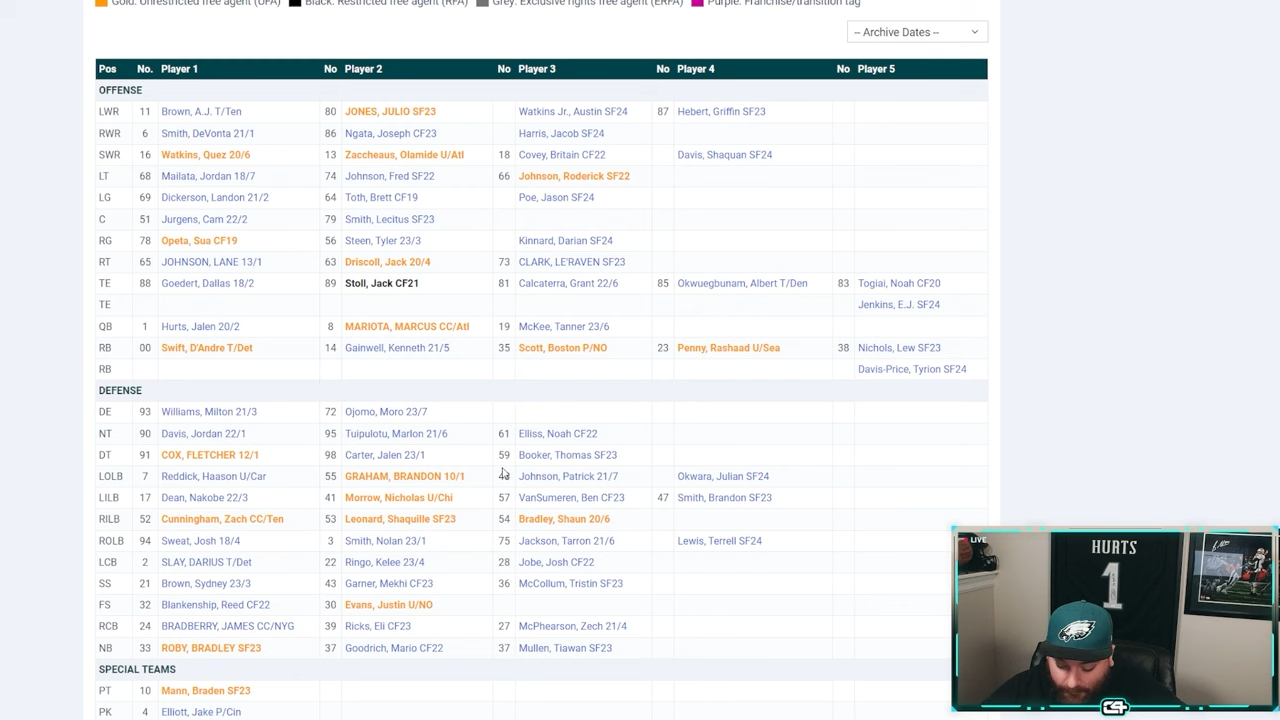 Gold: Unrestricted free agent (UFA) Black: Restricted free agent (RFA) Grey: Exclusive rights free agent (ERFA) Purple: Franchise/transition tag
-- Archive Dates --
Pos No. Player 1 No Player 2 No Player 3 No Player 4 No Player 5
OFFENSE
LWR 11 Brown, A.J. T/Ten 80 JONES, JULIO SF23 Watkins Jr., Austin SF24 87 Hebert, Griffin SF23
RWR 6 Smith, DeVonta 21/1 86 Ngata, Joseph CF23 Harris, Jacob SF24
SWR 16 Watkins, Quez 20/6 13 Zaccheaus, Olamide U/Atl 18 Covey, Britain CF22 Davis, Shaquan SF24
LT 68 Mailata, Jordan 18/7 74 Johnson, Fred SF22 66 Johnson, Roderick SF22
LG 69 Dickerson, Landon 21/2 64 Toth, Brett CF19 Poe, Jason SF24
C 51 Jurgens, Cam 22/2 79 Smith, Lecitus SF23
RG 78 Opeta, Sua CF19 56 Steen, Tyler 23/3 Kinnard, Darian SF24
RT 65 JOHNSON, LANE 13/1 63 Driscoll, Jack 20/4 73 CLARK, LE'RAVEN SF23
TE 88 Goedert, Dallas 18/2 89 Stoll, Jack CF21 81 Calcaterra, Grant 22/6 85 Okwuegbunam, Albert T/Den 83 Togiai, Noah CF20
TE Jenkins, E.J. SF24
QB 1 Hurts, Jalen 20/2 8 MARIOTA, MARCUS CC/Atl 19 McKee, Tanner 23/6
RB 00 Swift, D'Andre T/Det 14 Gainwell, Kenneth 21/5 35 Scott, Boston P/NO 23 Penny, Rashaad U/Sea 38 Nichols, Lew SF23
RB Davis-Price, Tyrion SF24
DEFENSE
DE 93 Williams, Milton 21/3 72 Ojomo, Moro 23/7
NT 90 Davis, Jordan 22/1 95 Tuipulotu, Marlon 21/6 61 Elliss, Noah CF22
DT 91 COX, FLETCHER 12/1 98 Carter, Jalen 23/1 59 Booker, Thomas SF23
LOLB 7 Reddick, Haason U/Car 55 GRAHAM, BRANDON 10/1 Johnson, Patrick 21/7 Okwara, Julian SF24
LILB 17 Dean, Nakobe 22/3 41 Morrow, Nicholas U/Chi 57 VanSumeren, Ben CF23 47 Smith, Brandon SF23
RILB 52 Cunningham, Zach CC/Ten 53 Leonard, Shaquille SF23 54 Bradley, Shaun 20/6
ROLB 94 Sweat, Josh 18/4 3 Smith, Nolan 23/1 75 Jackson, Tarron 21/6 Lewis, Terrell SF24
LCB 2 SLAY, DARIUS T/Det 22 Ringo, Kelee 23/4 28 Jobe, Josh CF22
SS 21 Brown, Sydney 23/3 43 Garner, Mekhi CF23 36 McCollum, Tristin SF23
FS 32 Blankenship, Reed CF22 30 Evans, Justin U/NO
RCB 24 BRADBERRY, JAMES CC/NYG 39 Ricks, Eli CF23 27 McPhearson, Zech 21/4
NB 33 ROBY, BRADLEY SF23 37 Goodrich, Mario CF22 37 Mullen, Tiawan SF23
SPECIAL TEAMS
PT 10 Mann, Braden SF23
PK 4 Elliott, Jake P/Cin
LIVE
HURTS
1